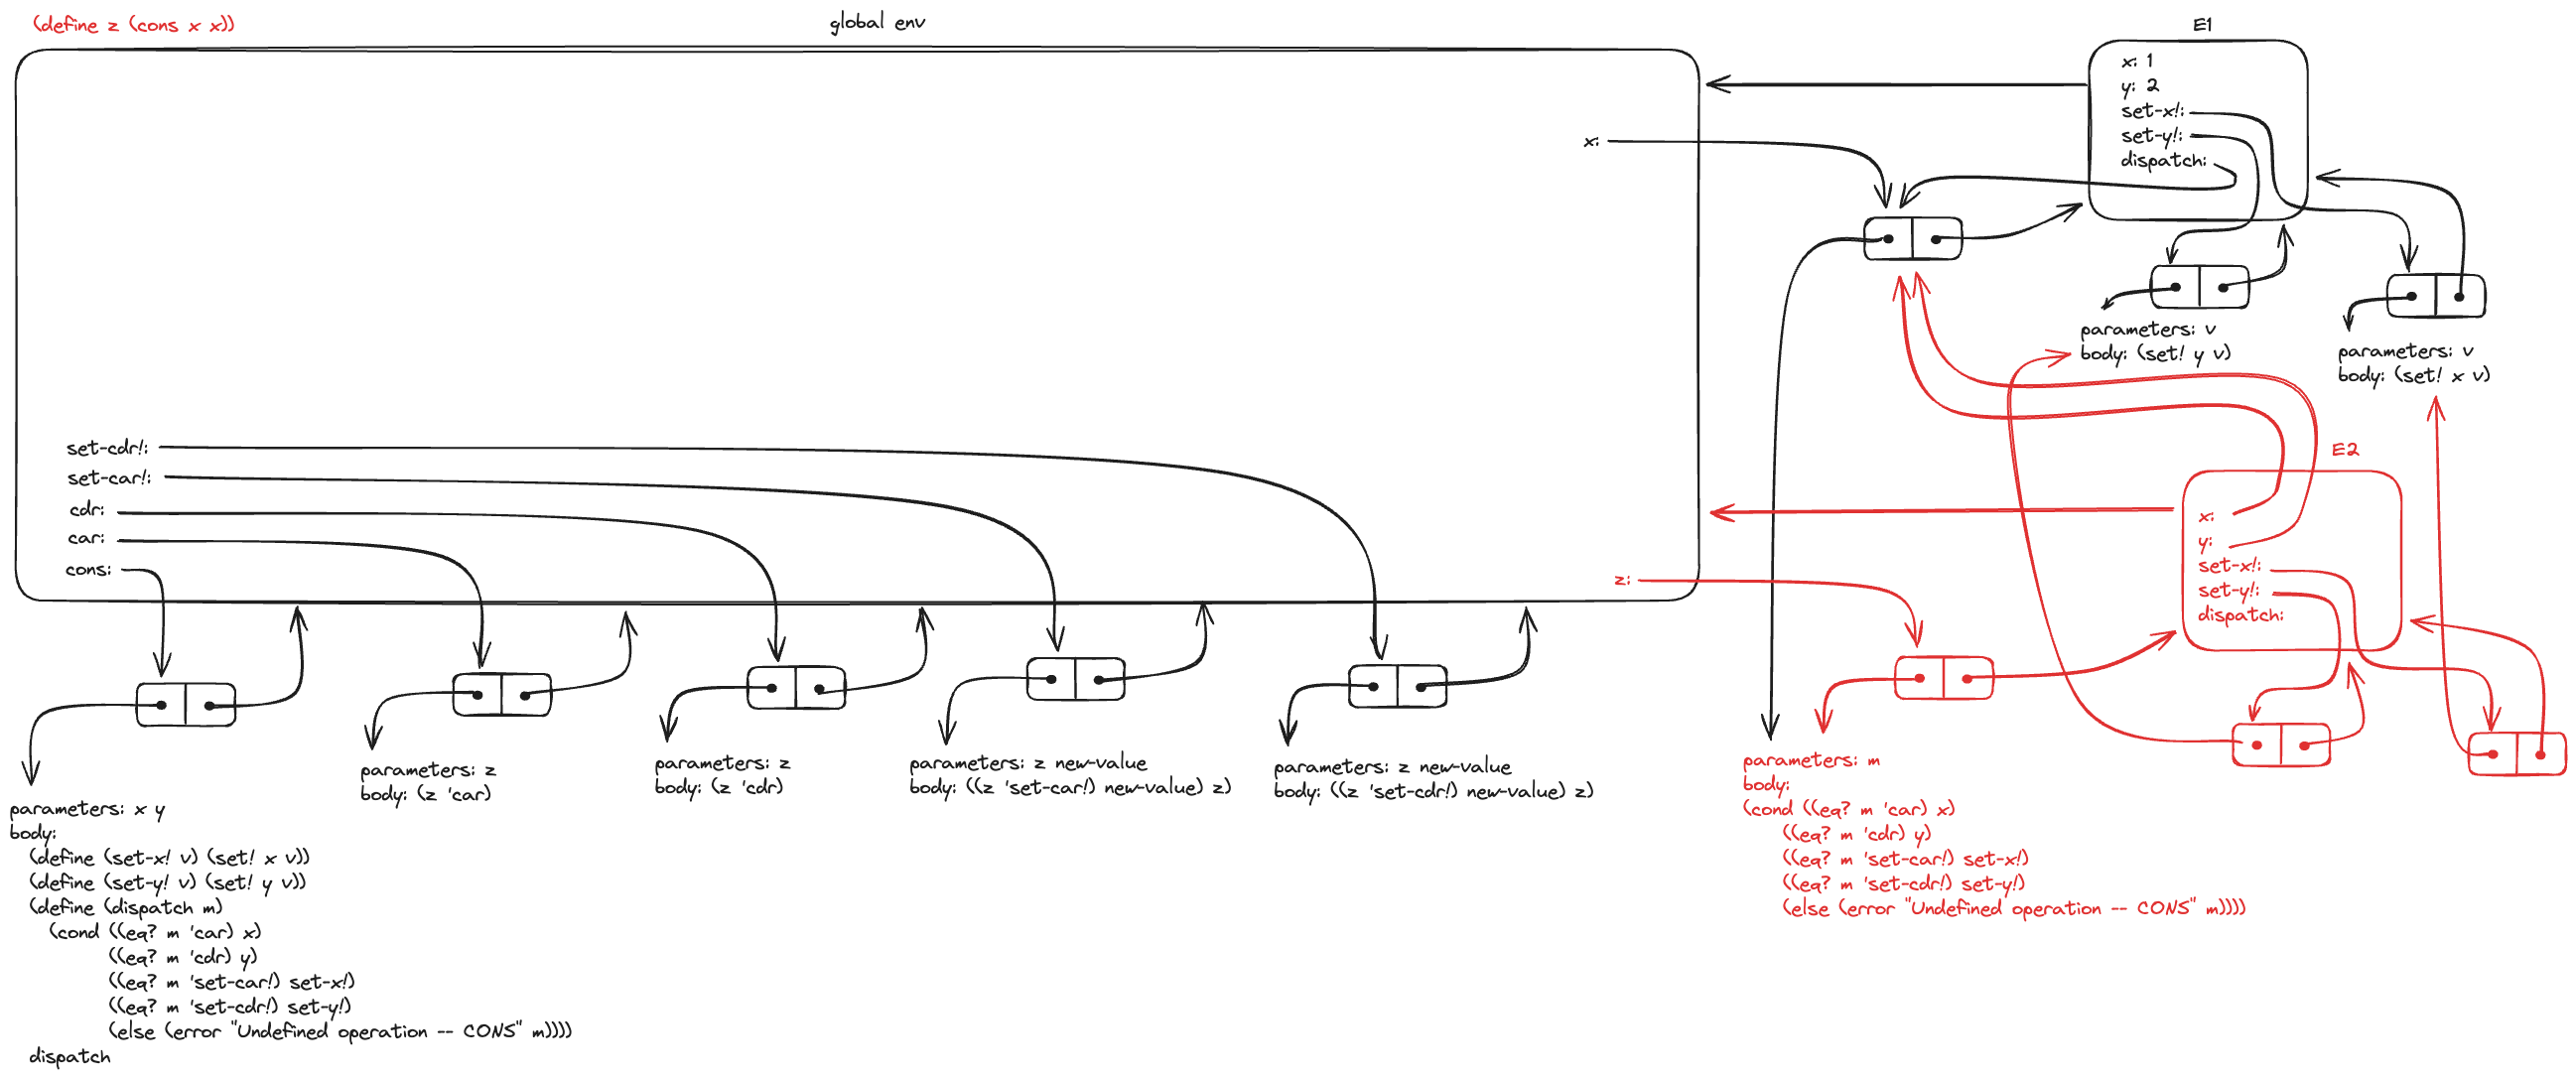 (define z (cons x x))
global env
x:
set-cdr!:
set-car!:
cdr:
car:
cons:
z:
parameters: x y
body:
(define (set-x! v) (set! x v))
(define (set-y! v) (set! y v))
(define (dispatch m)
(cond ((eq? m 'car) x)
((eq? m 'cdr) y)
((eq? m 'set-car!) set-x!)
((eq? m 'set-cdr!) set-y!)
(else (error "Undefined operation -- CONS" m))))
dispatch
parameters: z
body: (z 'car)
parameters: z
body: (z 'cdr)
parameters: z new-value
body: ((z 'set-car!) new-value) z)
parameters: z new-value
body: ((z 'set-cdr!) new-value) z)
E1
x: 1
y: 2
set-x!:
set-y!:
dispatch:
parameters: v
body: (set! y v)
parameters: v
body: (set! x v)
E2
x:
y:
set-x!:
set-y!:
dispatch:
parameters: m
body:
(cond ((eq? m 'car) x)
((eq? m 'cdr) y)
((eq? m 'set-car!) set-x!)
((eq? m 'set-cdr!) set-y!)
(else (error "Undefined operation -- CONS" m))))